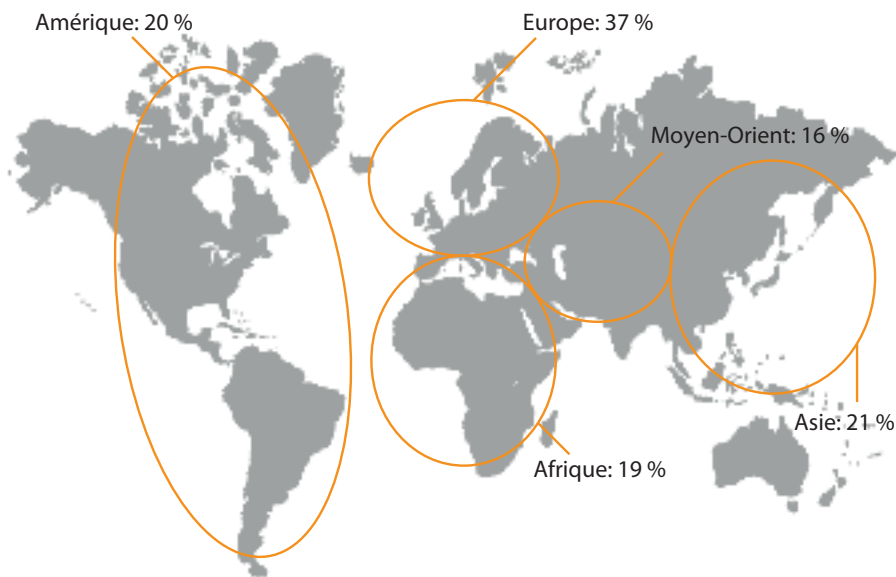 Amérique: 20 %
Europe: 37 %
Moyen-Orient: 16 %
Asie: 21 %
Afrique: 19 %